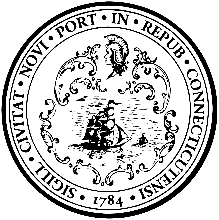 SIGILL · CIVITAT · NOVI · PORT · IN · REPUB · CONNECTICUTENSI
· 1784 ·